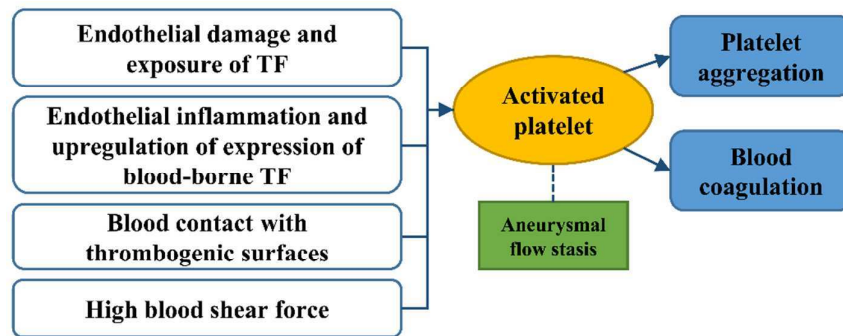 Endothelial damage and
exposure of TF
Endothelial inflammation and
upregulation of expression of
blood-borne TF
Blood contact with
thrombogenic surfaces
High blood shear force
Activated
platelet
Aneurysmal
flow stasis
Platelet
aggregation
Blood
coagulation